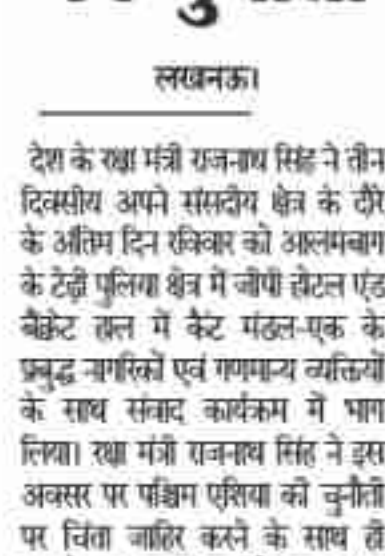 लखनऊ।
देश के रक्षा मंत्री राजनाथ सिंह ने तीन
दिवसीय अपने संसदीय क्षेत्र के दौरे
के अंतिम दिन रविवार को आलमबाग
के टेढ़ी पुलिया क्षेत्र में जीपी होटल एंड
बैंक्वेट हाल में कैंट मंडल-एक के
प्रबुद्ध नागरिकों एवं गणमान्य व्यक्तियों
के साथ संवाद कार्यक्रम में भाग
लिया। रक्षा मंत्री राजनाथ सिंह ने इस
अवसर पर पश्चिम एशिया की चुनौती
पर चिंता जाहिर करने के साथ ही